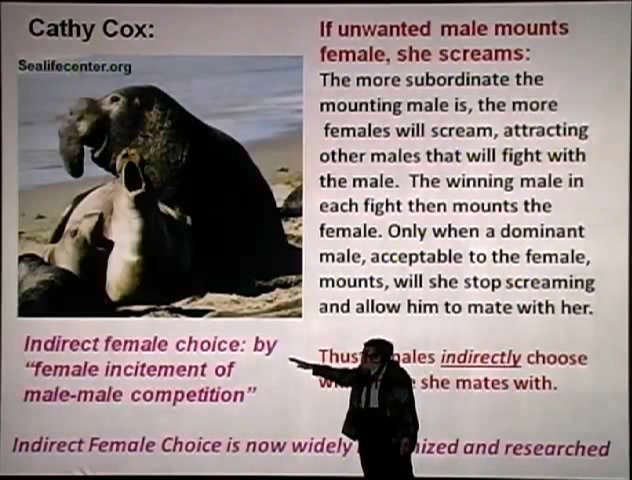 Cathy Cox:
Sealifecenter.org
Indirect female choice: by
“female incitement of
male-male competition”
If unwanted male mounts
female, she screams:
The more subordinate the
mounting male is, the more
females will scream, attracting
other males that will fight with
the male. The winning male in
each fight then mounts the
female. Only when a dominant
male, acceptable to the female,
mounts, will she stop screaming
and allow him to mate with her.
Thus indirectly choose
she mates with.
Indirect Female Choice is now widely and researched